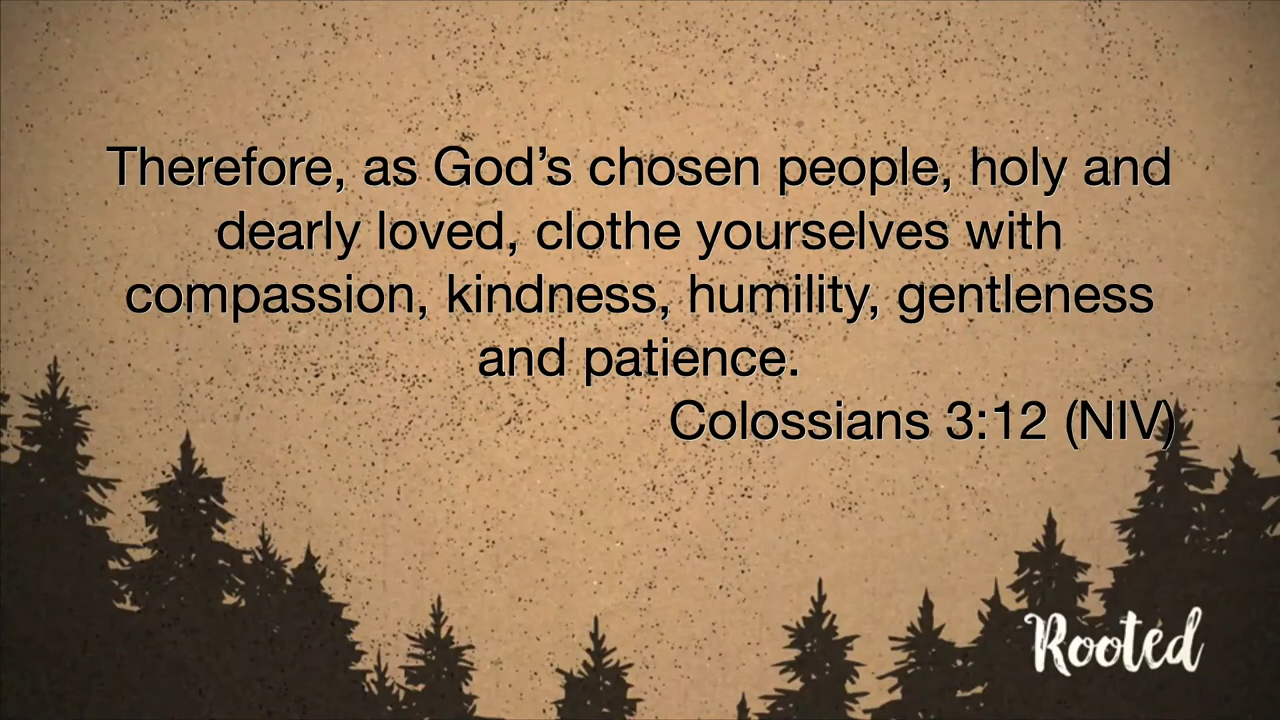 Therefore, as God’s chosen people, holy and
dearly loved, clothe yourselves with
compassion, kindness, humility, gentleness
and patience.
Colossians 3:12 (NIV)
Rooted